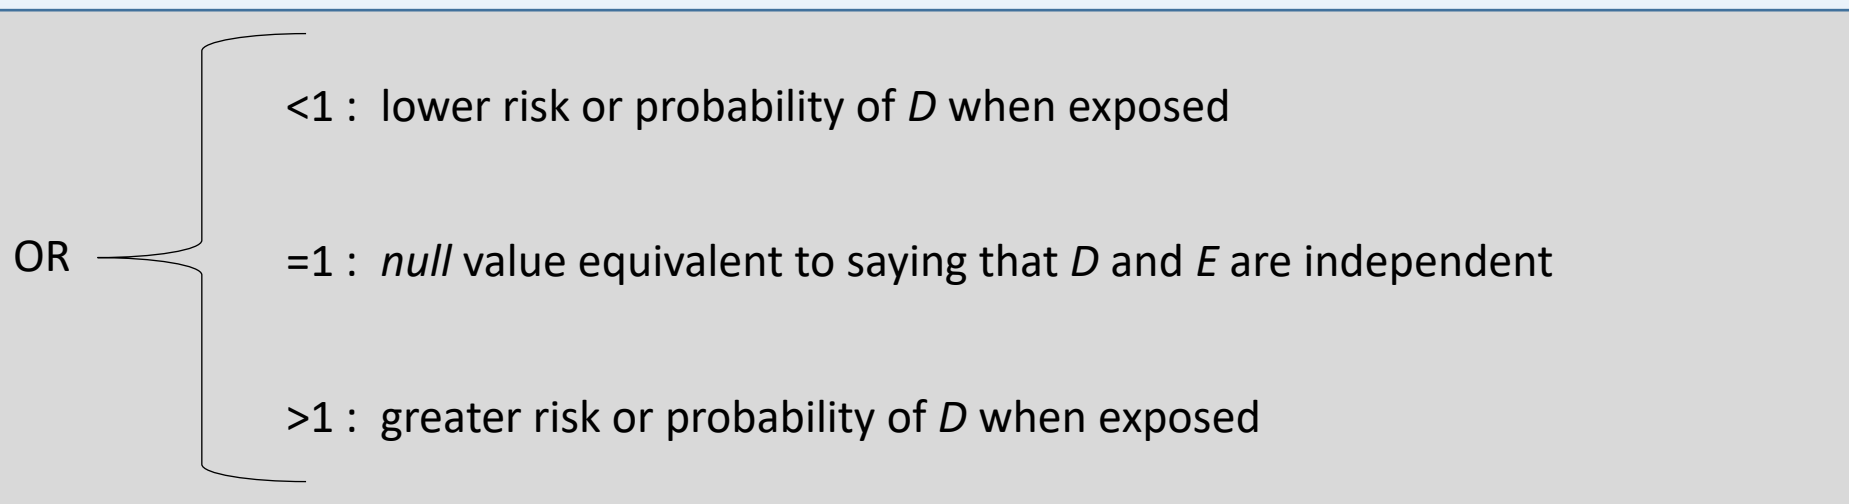 <1 : lower risk or probability of D when exposed
OR =1 : null value equivalent to saying that D and E are independent
>1 : greater risk or probability of D when exposed